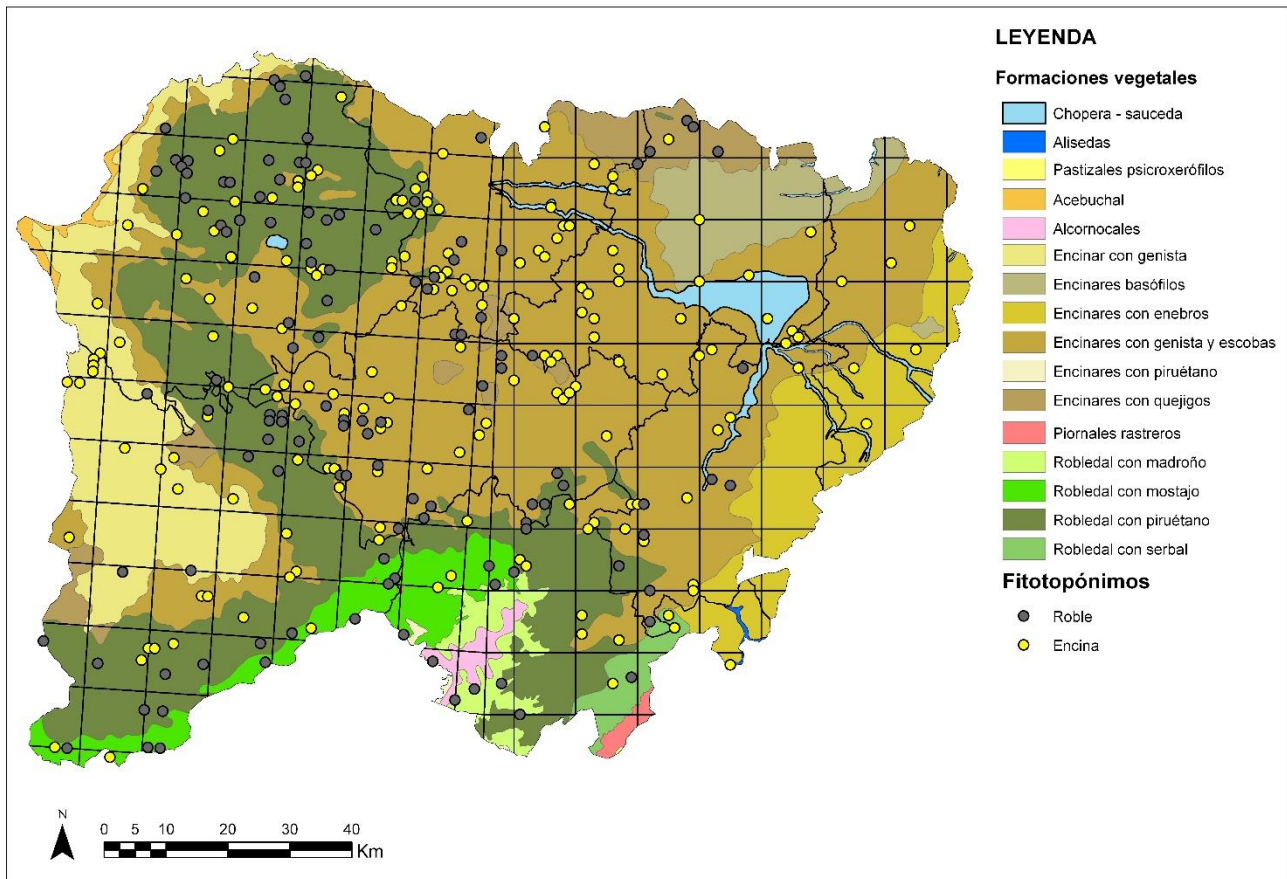 LEYENDA
Formaciones vegetales
Chopera - sauceda
Alisedas
Pastizales psicroxerófilos
Acebuchal
Alcornocales
Encinar con genista
Encinares basófilos
Encinares con enebros
Encinares con genista y escobas
Encinares con piruétano
Encinares con quejigos
Piornales rastreros
Robledal con madroño
Robledal con mostajo
Robledal con piruétano
Robledal con serbal
Fitotopónimos
Roble
Encina
N
0 5 10 20 30 40
Km